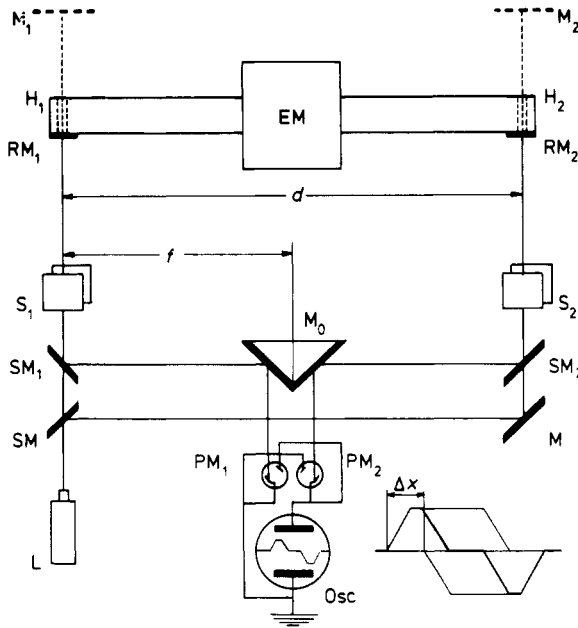 M₁ M₂
H₁ EM H₂
RM₁ RM₂
d
f
S₁ S₂
M₀
SM₁ SM₂
SM M
PM₁ PM₂
Δx
L
Osc